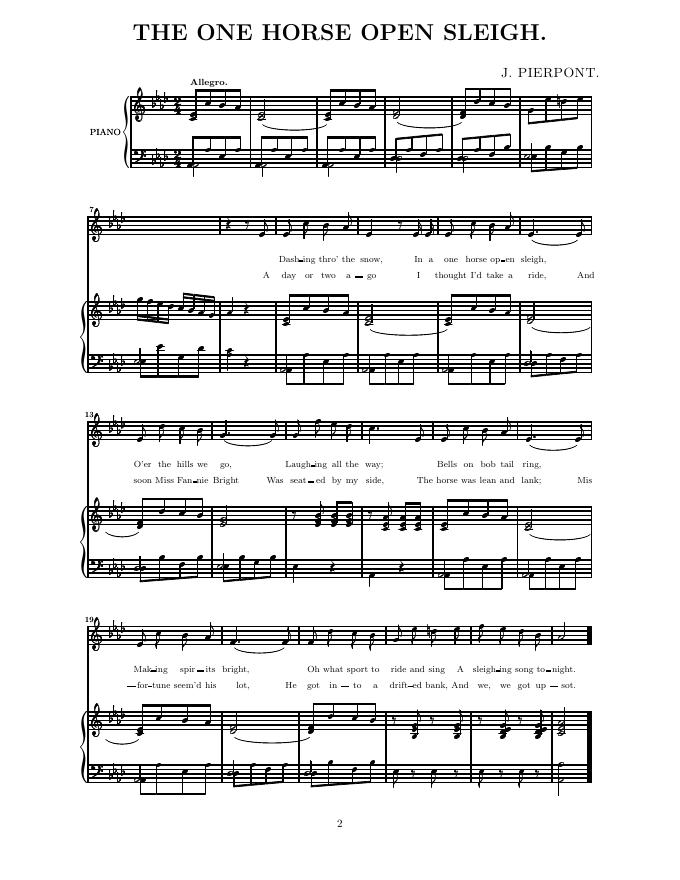 THE ONE HORSE OPEN SLEIGH.
J. PIERPONT.
Allegro.
PIANO
7
Dash-ing thro' the snow, In a one horse op-en sleigh,
A day or two a - go I thought I'd take a ride, And
13
O'er the hills we go, Laugh-ing all the way; Bells on bob tail ring,
soon Miss Fan-nie Bright Was seat-ed by my side, The horse was lean and lank; Mis
19
Mak-ing spir-its bright, Oh what sport to ride and sing A sleigh-ing song to-night.
-for-tune seem'd his lot, He got in - to a drift-ed bank, And we, we got up - sot.
2